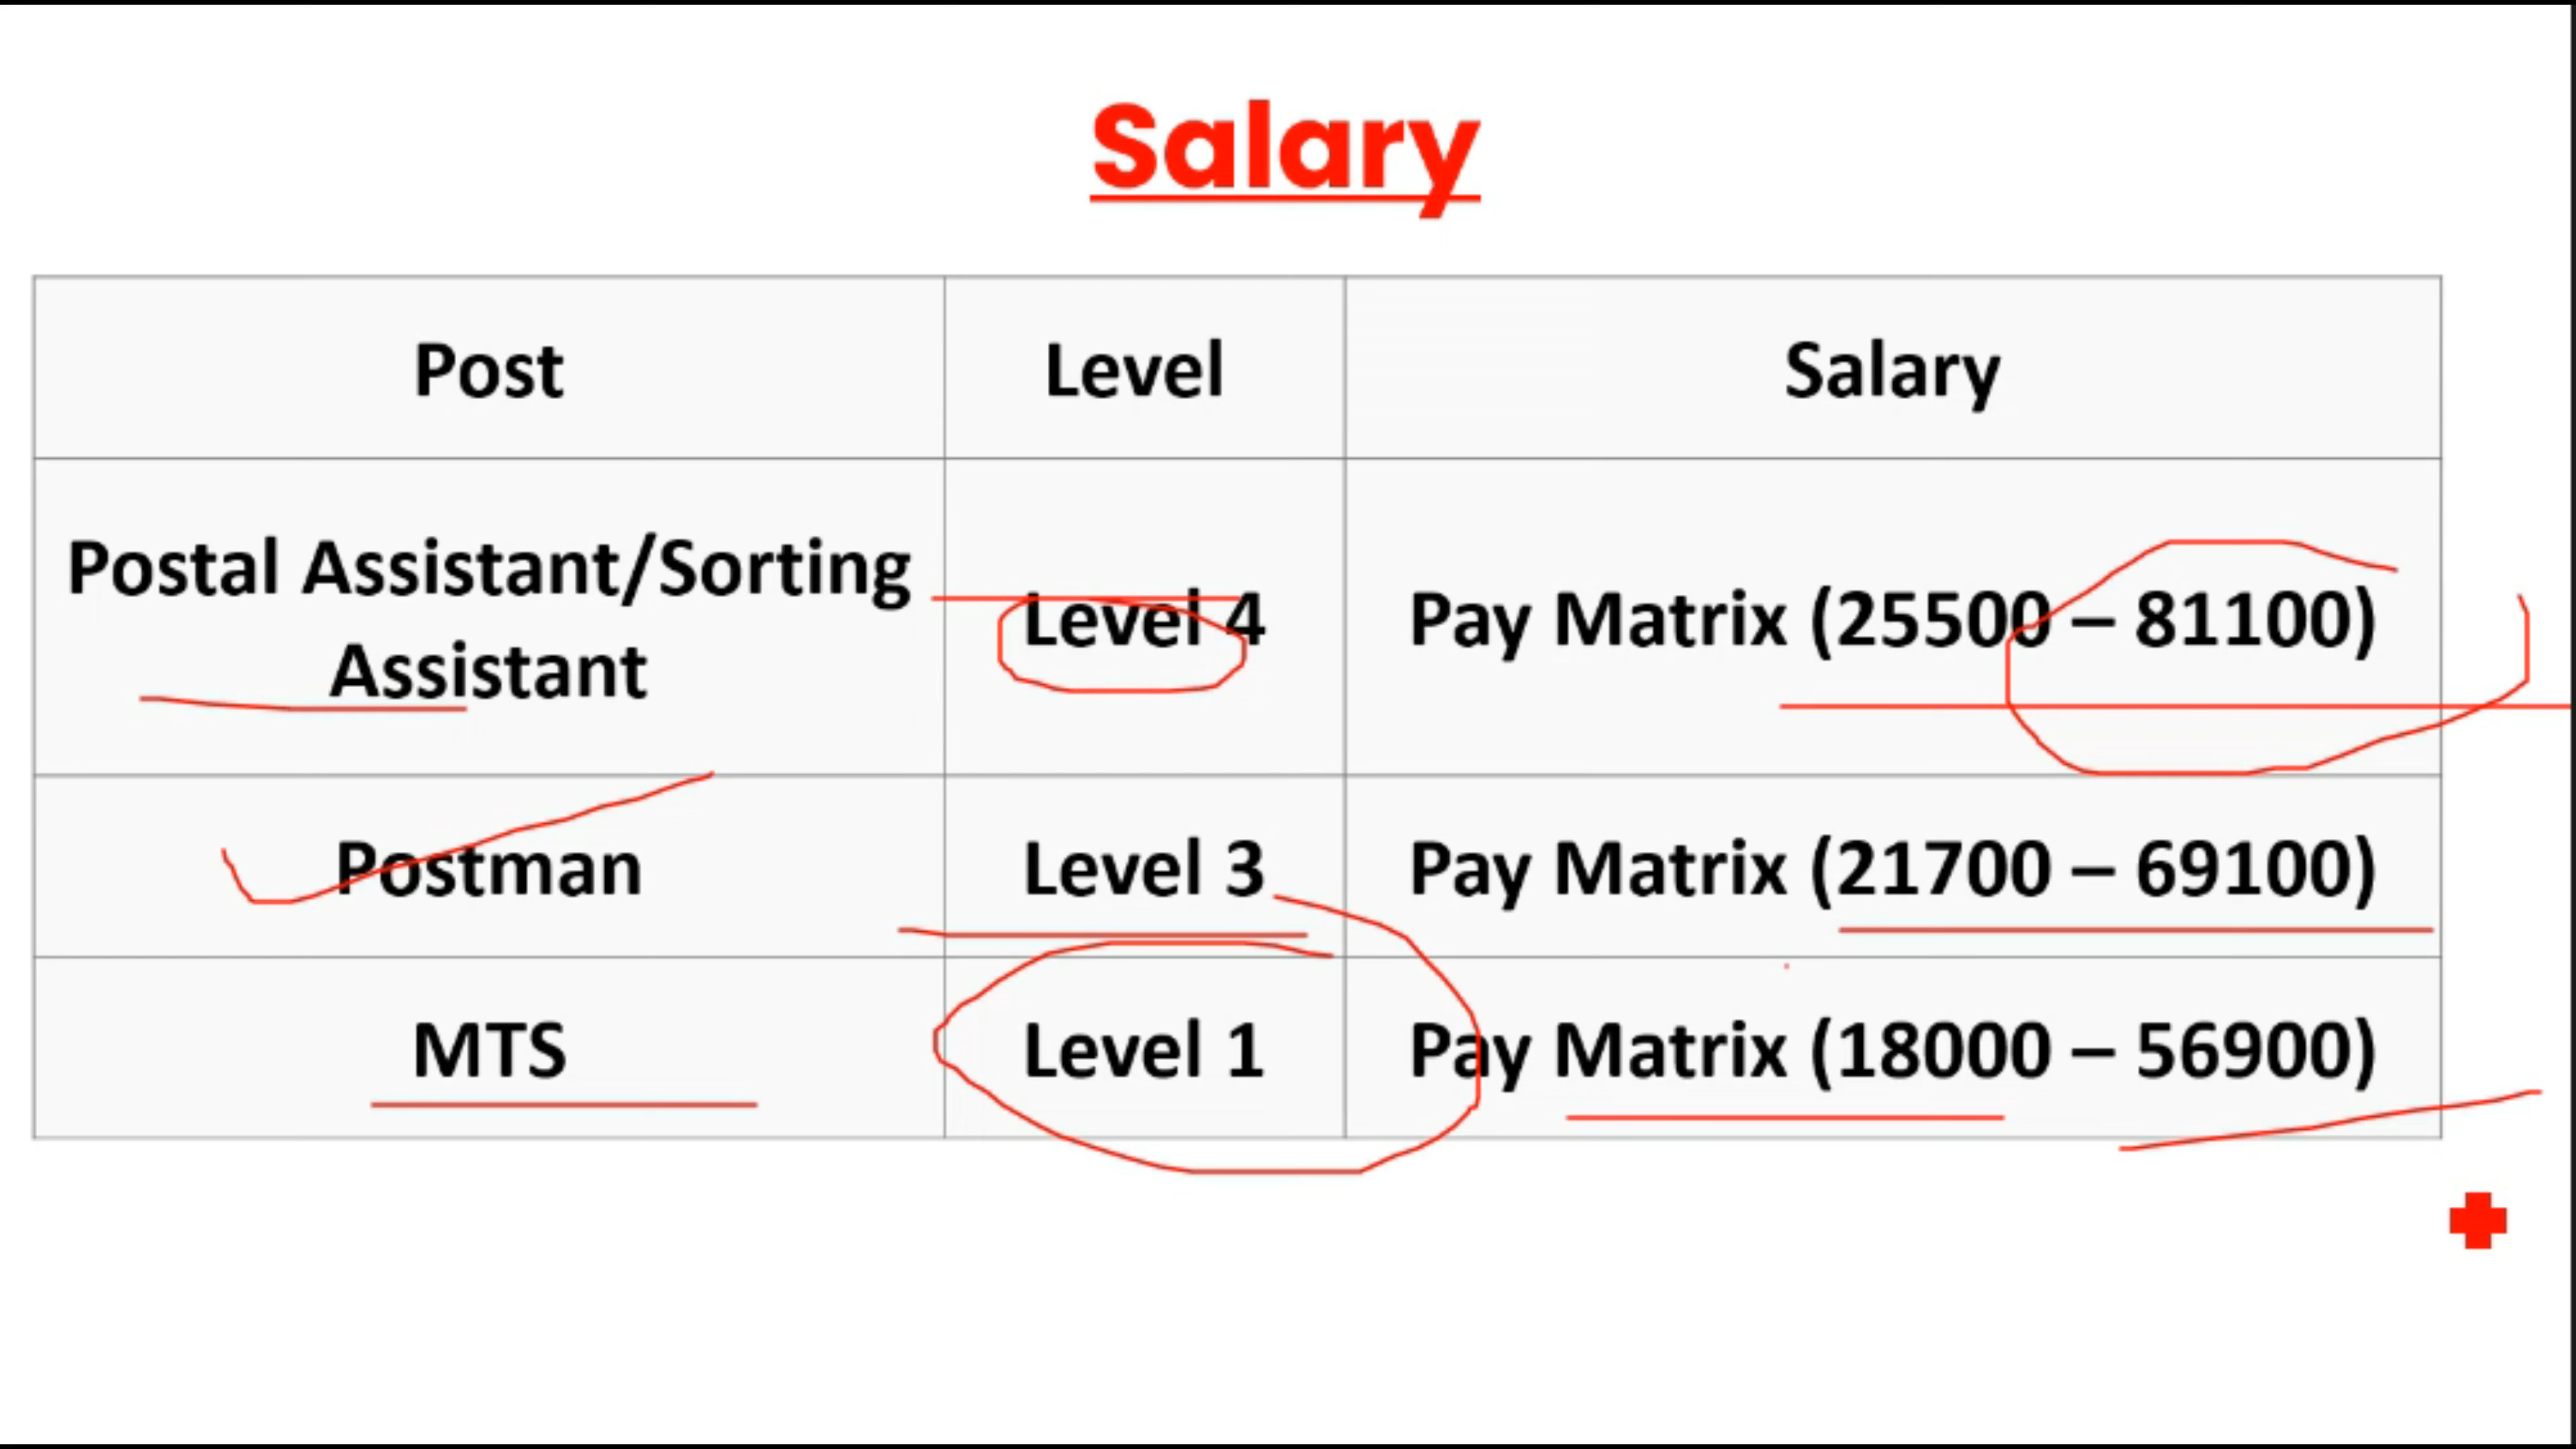 Salary
Post Level Salary
Postal Assistant/Sorting
Assistant
Level 4 Pay Matrix (25500 – 81100)
Postman Level 3 Pay Matrix (21700 – 69100)
MTS Level 1 Pay Matrix (18000 – 56900)